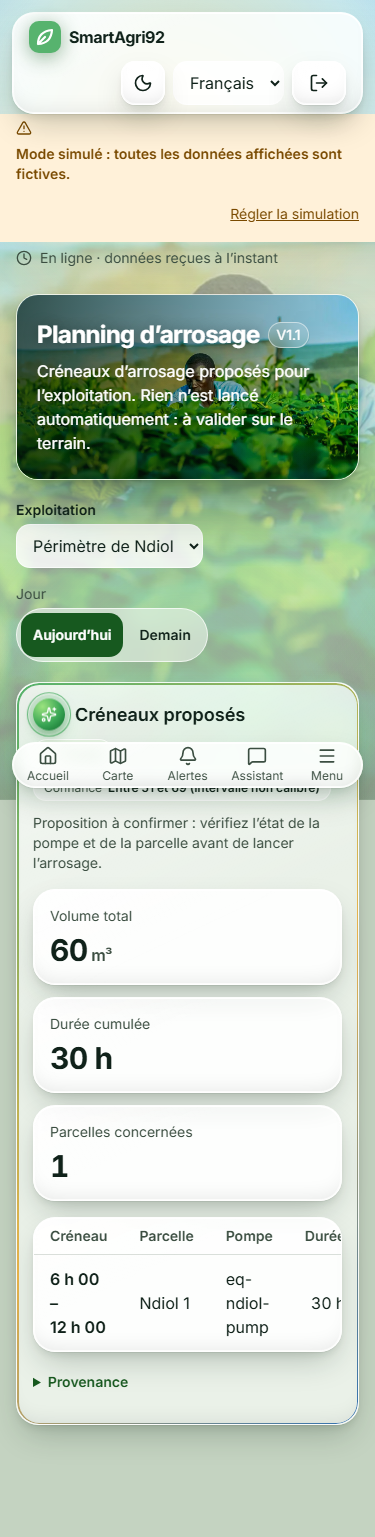 SmartAgri92
Français
Mode simulé : toutes les données affichées sont
fictives.
Régler la simulation
En ligne · données reçues à l’instant
Planning d’arrosage V1.1
Créneaux d’arrosage proposés pour
l’exploitation. Rien n’est lancé
automatiquement : à valider sur le
terrain.
Exploitation
Périmètre de Ndiol
Jour
Aujourd’hui Demain
Créneaux proposés
Accueil Carte Alertes Assistant Menu
Proposition à confirmer : vérifiez l’état de la
pompe et de la parcelle avant de lancer
l’arrosage.
Volume total
60 m³
Durée cumulée
30 h
Parcelles concernées
1
Créneau Parcelle Pompe Durée
6 h 00
–
12 h 00
Ndiol 1
eq-
ndiol-
pump
30 h
Provenance